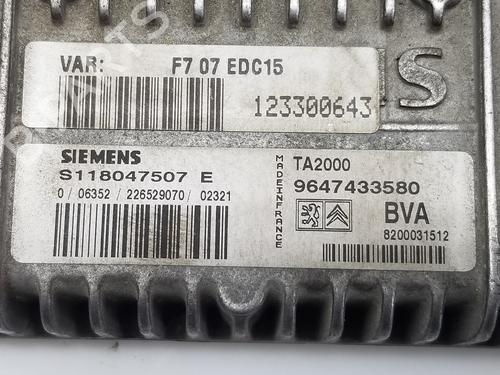 VAR: F7 07 EDC15
123300643
S
SIEMENS
S118047507 E
0 / 06352 / 226529070 / 02321
MADE IN FRANCE
TA2000
9647433580
BVA
8200031512